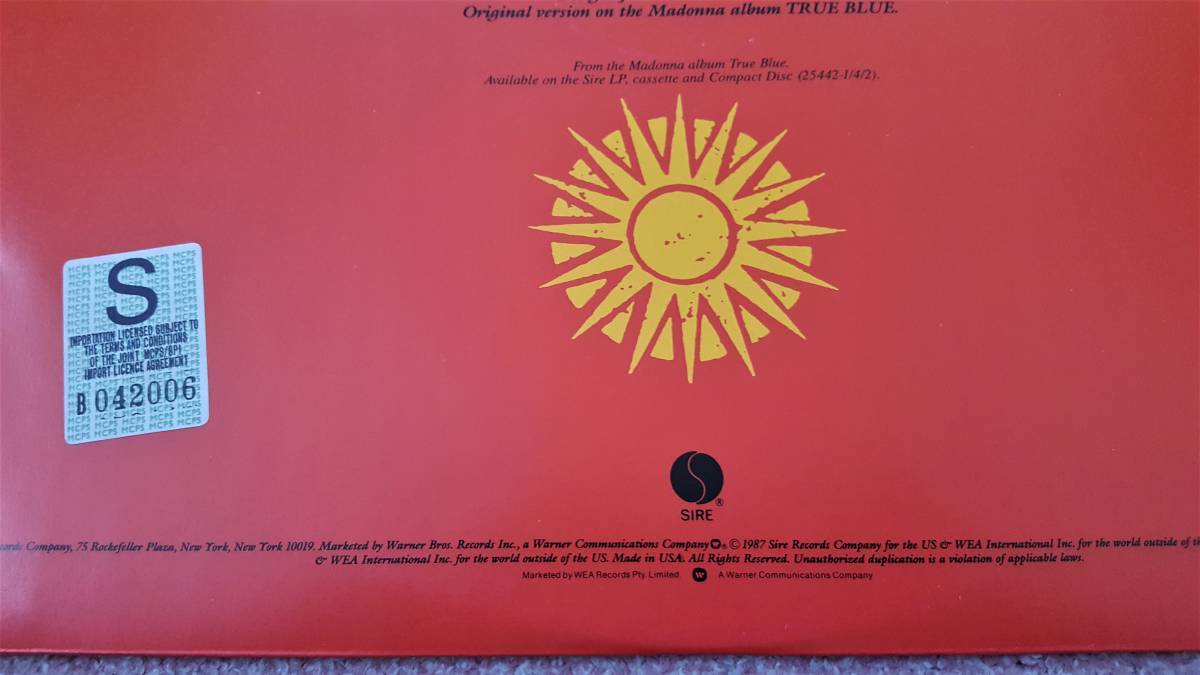 Original version on the Madonna album TRUE BLUE.
From the Madonna album True Blue.
Available on the Sire LP, cassette and Compact Disc (25442-1/4/2).
S
IMPORTATION LICENSED SUBJECT TO
THE TERMS AND CONDITIONS
OF THE JOINT MCPS/BPI
IMPORT LICENCE AGREEMENT
B 042006
SIRE®
Company, 75 Rockefeller Plaza, New York, New York 10019. Marketed by Warner Bros. Records Inc., a Warner Communications Company ® © 1987 Sire Records Company for the US & WEA International Inc. for the world outside of
& WEA International Inc. for the world outside of the US. Made in USA. All Rights Reserved. Unauthorized duplication is a violation of applicable laws.
Marketed by WEA Records Pty. Limited. A Warner Communications Company